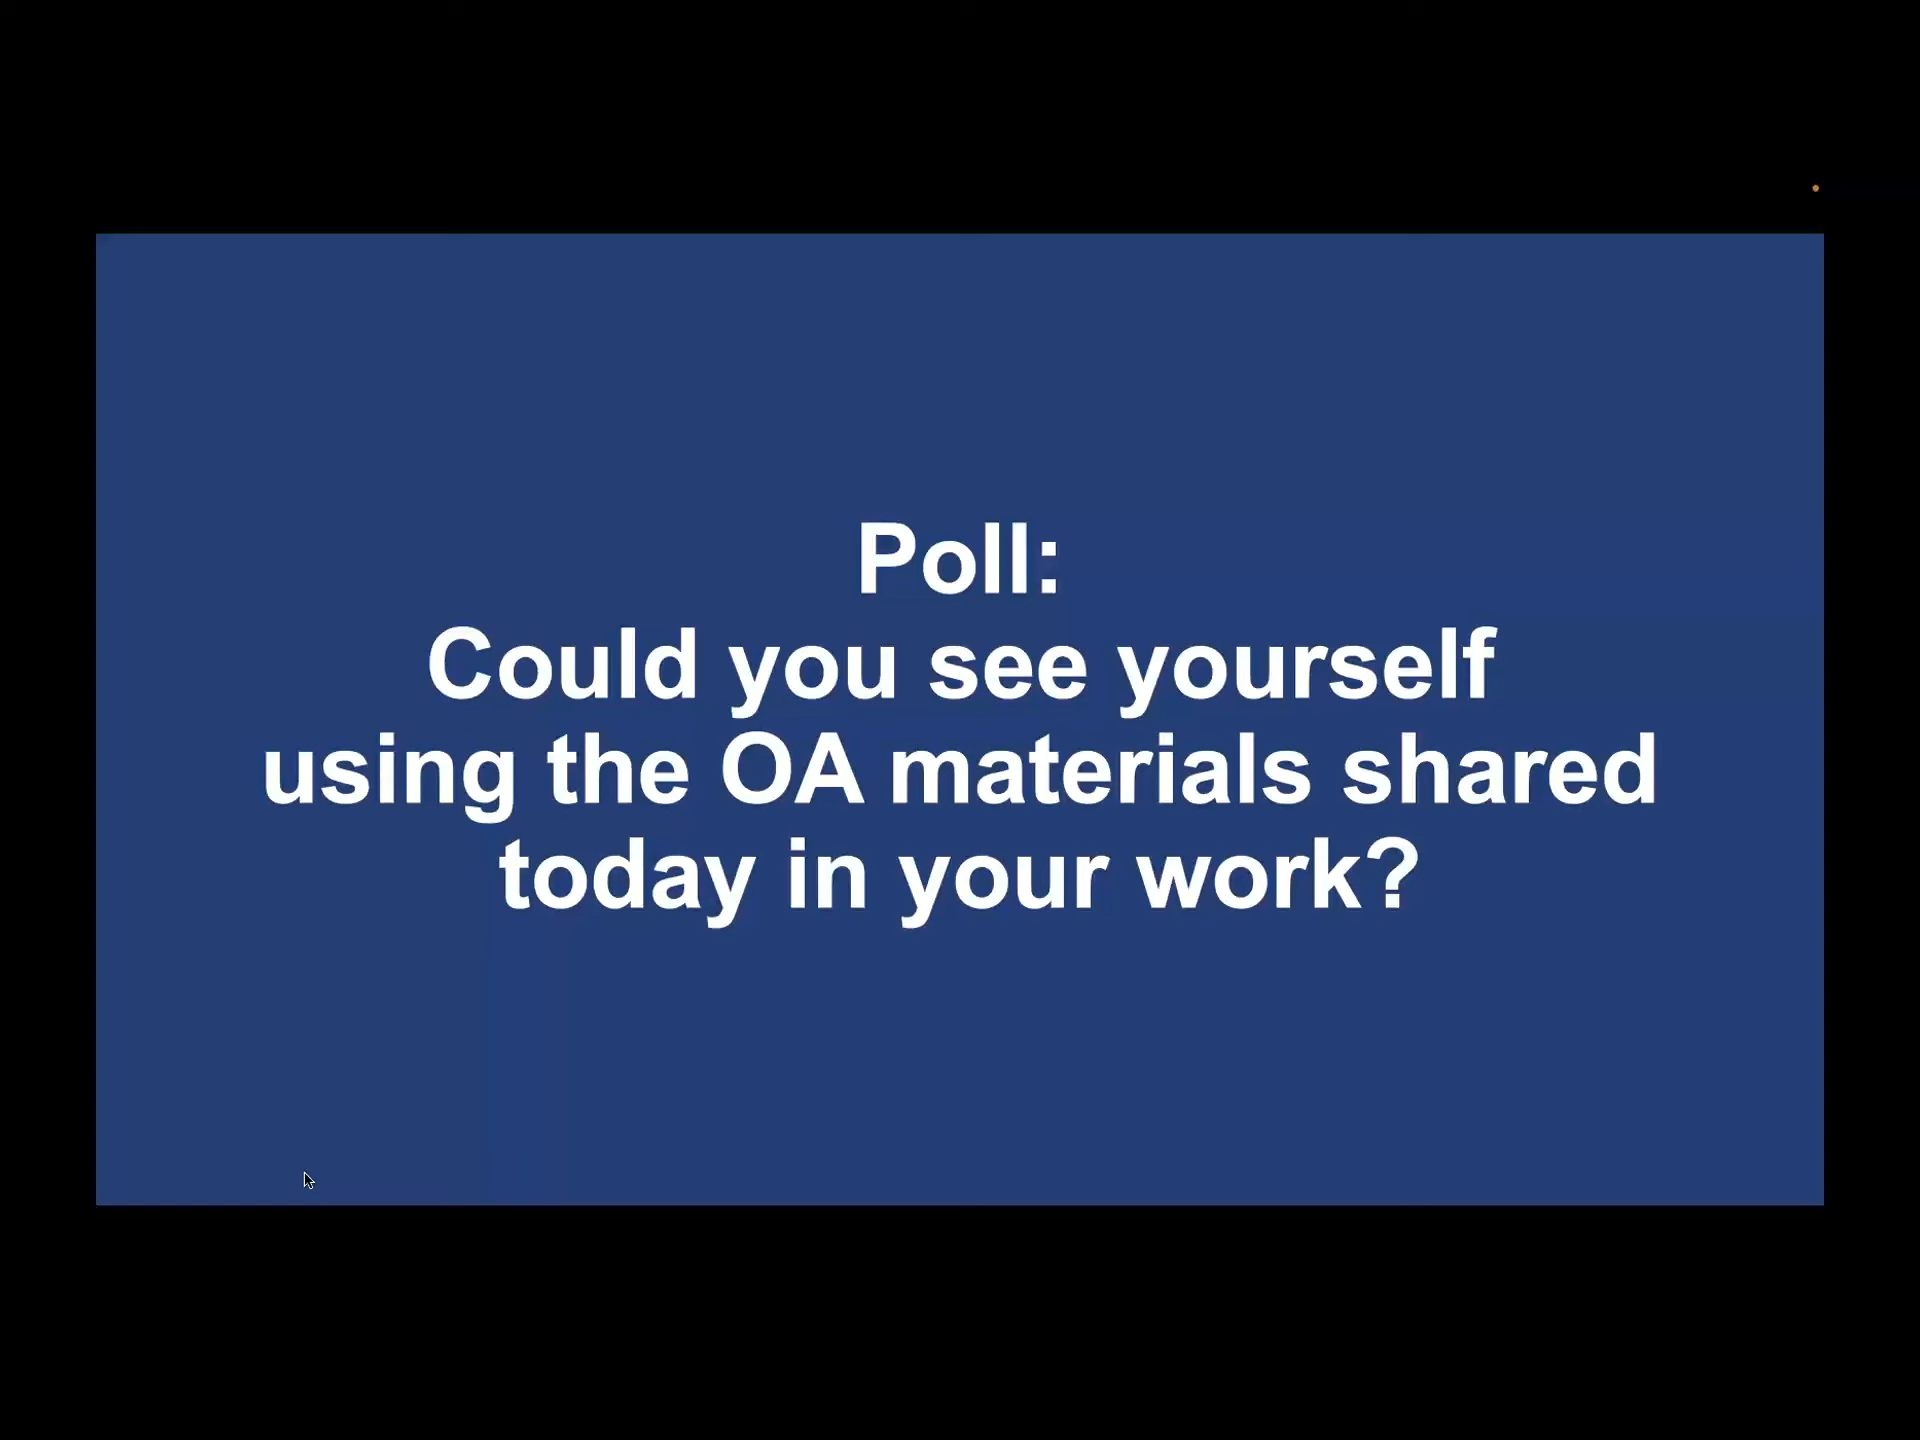 Poll:
Could you see yourself
using the OA materials shared
today in your work?